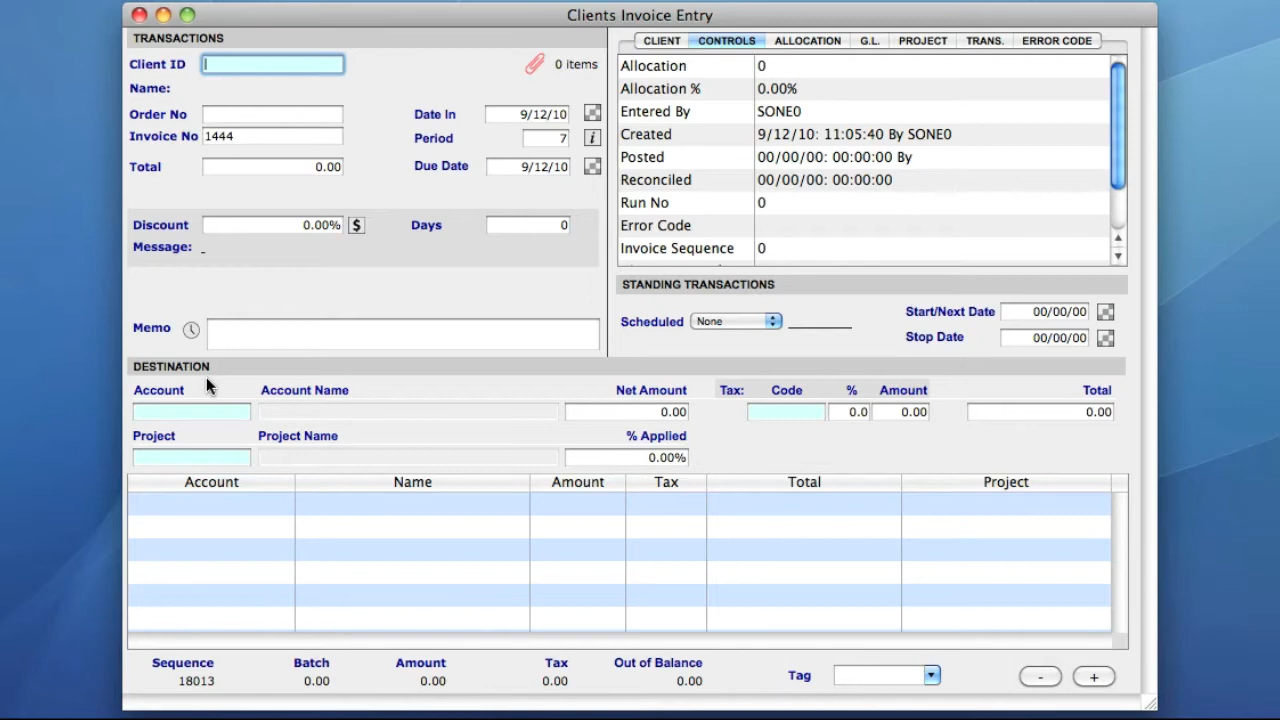 Clients Invoice Entry
TRANSACTIONS
CLIENT CONTROLS ALLOCATION G.L. PROJECT TRANS. ERROR CODE
Client ID 0 items
Name:
Order No Date In 9/12/10
Invoice No 1444 Period 7 i
Total 0.00 Due Date 9/12/10
Discount 0.00% $ Days 0
Message: -
Memo
Allocation 0
Allocation % 0.00%
Entered By SONE0
Created 9/12/10: 11:05:40 By SONE0
Posted 00/00/00: 00:00:00 By
Reconciled 00/00/00: 00:00:00
Run No 0
Error Code
Invoice Sequence 0
STANDING TRANSACTIONS
Scheduled None Start/Next Date 00/00/00
Stop Date 00/00/00
DESTINATION
Account Account Name Net Amount Tax: Code % Amount Total
0.00 0.0 0.00 0.00
Project Project Name % Applied
0.00%
Account Name Amount Tax Total Project
Sequence Batch Amount Tax Out of Balance Tag - +
18013 0.00 0.00 0.00 0.00